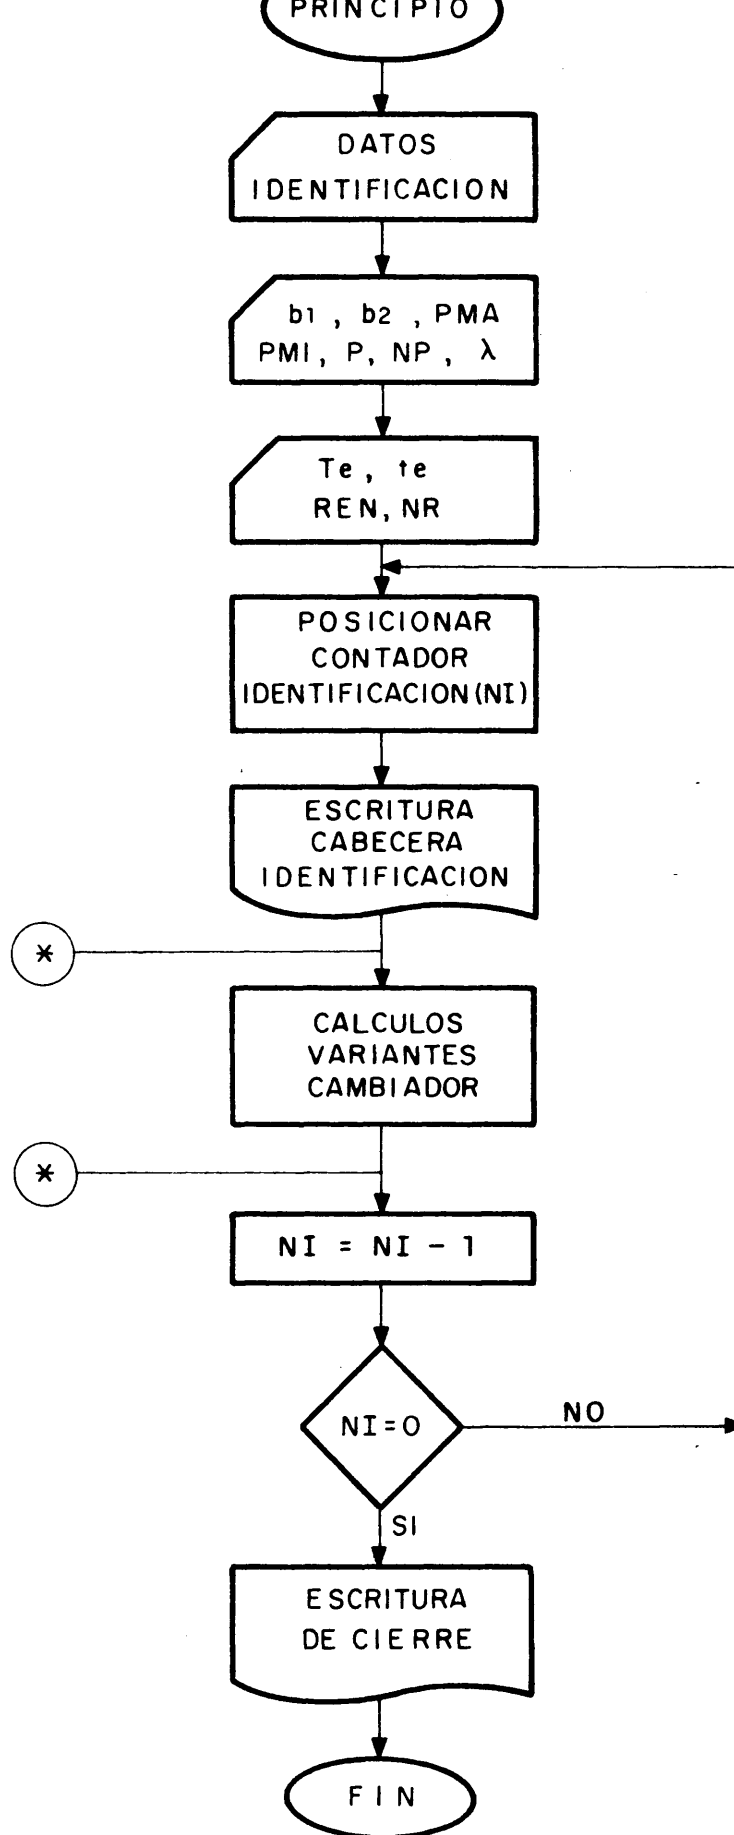 PRINCIPIO
DATOS
IDENTIFICACION
b1, b2, PMA
PMI, P, NP, λ
Te, te
REN, NR
POSICIONAR
CONTADOR
IDENTIFICACION(NI)
ESCRITURA
CABECERA
IDENTIFICACION
*
CALCULOS
VARIANTES
CAMBIADOR
*
NI = NI - 1
NI=0
NO
SI
ESCRITURA
DE CIERRE
FIN